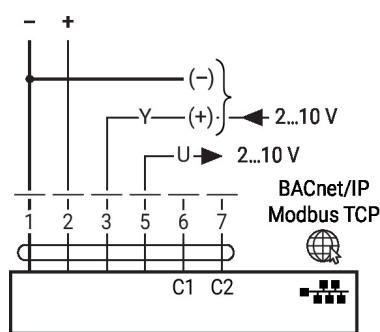 – +
(–)
Y (+) 2...10 V
U 2...10 V
BACnet/IP
Modbus TCP
1 2 3 5 6 7
C1 C2